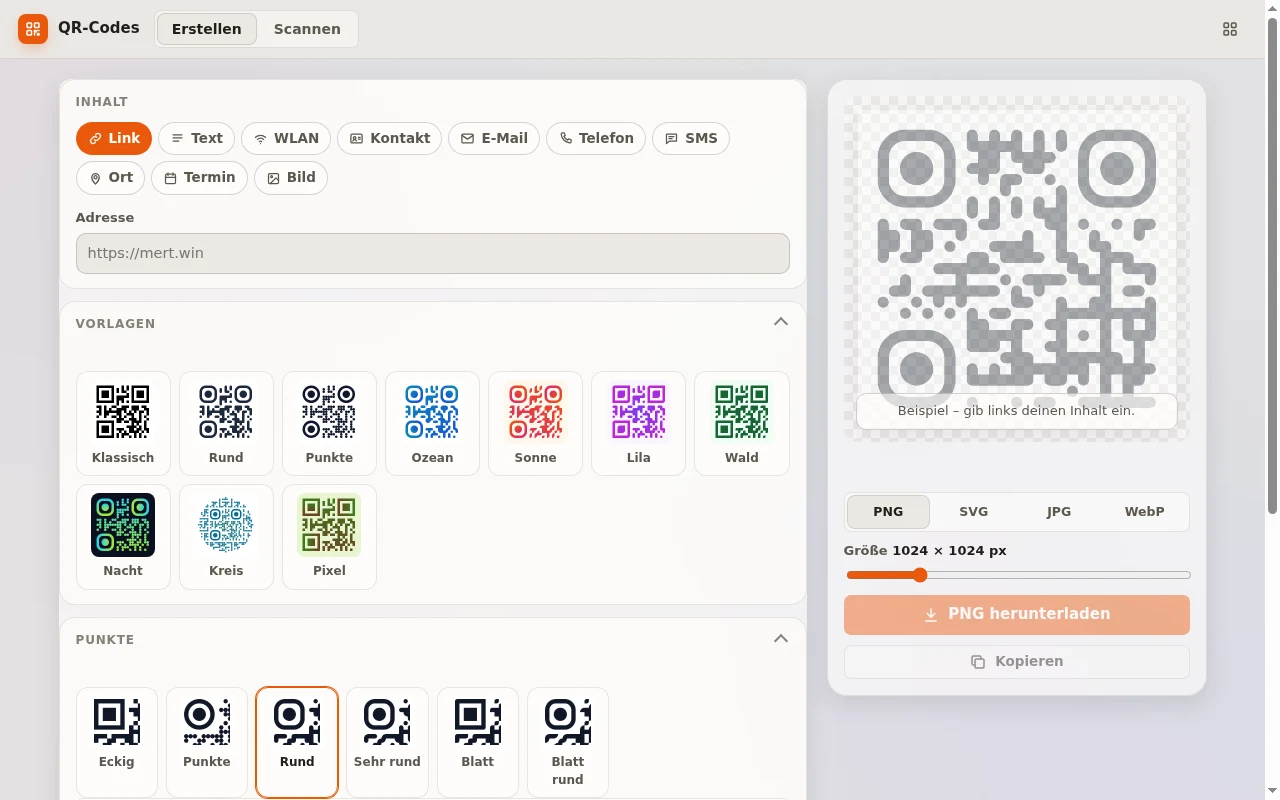 QR-Codes
Erstellen
Scannen
INHALT
Link
Text
WLAN
Kontakt
E-Mail
Telefon
SMS
Ort
Termin
Bild
Adresse
https://mert.win
VORLAGEN
Klassisch
Rund
Punkte
Ozean
Sonne
Lila
Wald
Nacht
Kreis
Pixel
PUNKTE
Eckig
Punkte
Rund
Sehr rund
Blatt
Blatt
rund
Beispiel – gib links deinen Inhalt ein.
PNG
SVG
JPG
WebP
Größe 1024 × 1024 px
PNG herunterladen
Kopieren